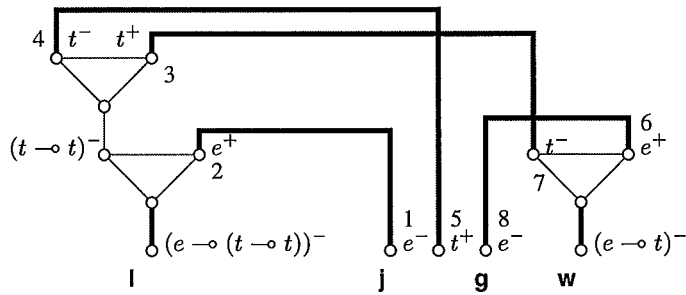 4 t⁻ t⁺
3
6
(t ⊸ t)⁻ e⁺ t⁻ e⁺
2 7
1 5 8
(e ⊸ (t ⊸ t))⁻ e⁻ t⁺ e⁻ (e ⊸ t)⁻
l j g w